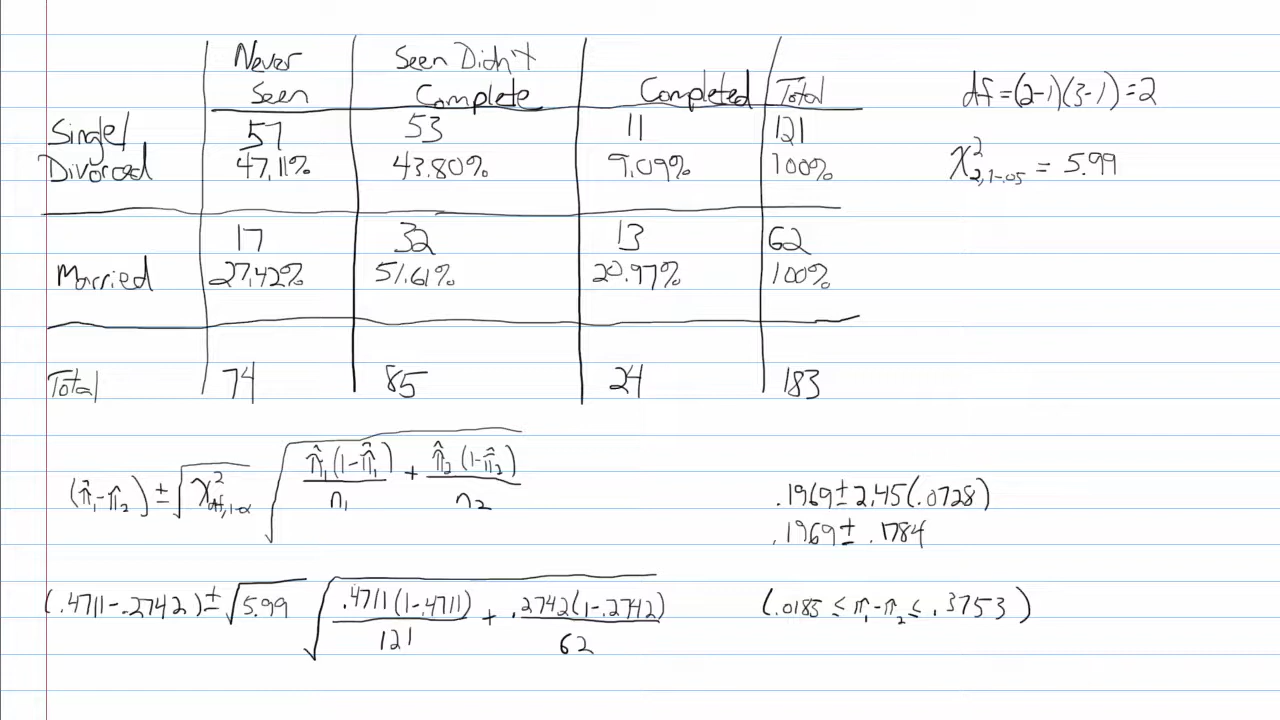 Never Seen Didn't
Seen Complete Completed Total
Single/ 57 53 11 121
Divorced 47.11% 43.80% 9.09% 100%
17 32 13 62
Married 27.42% 51.61% 20.97% 100%
Total 74 85 24 183
df = (2-1)(3-1) = 2
χ²₂,₁₋.₀₅ = 5.99
(π̂₁-π̂₂) ± √χ²df,1-α √(π̂₁(1-π̂₁)/n₁ + π̂₂(1-π̂₂)/n₂)
(.4711-.2742) ± √5.99 √(.4711(1-.4711)/121 + .2742(1-.2742)/62)
.1969 ± 2.45(.0728)
.1969 ± .1784
(.0185 ≤ π₁-π₂ ≤ .3753)